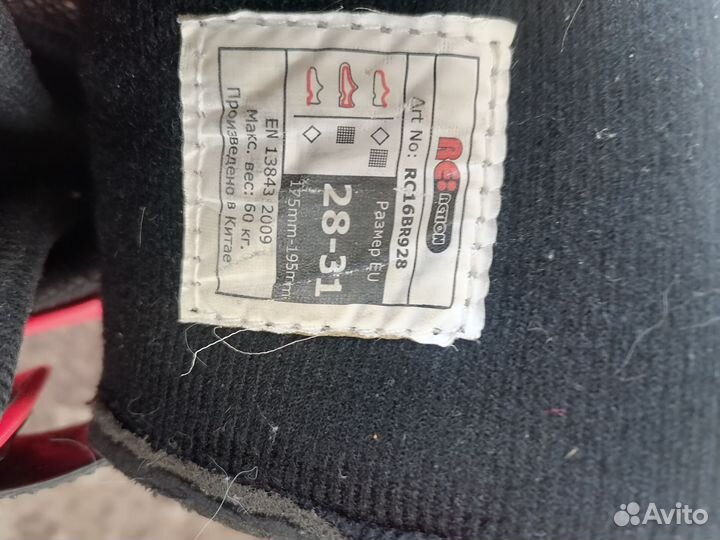 RE:ACTION
Art No: RC16BR928
Размер EU
28-31
175mm-195mm
EN 13843:2009
Макс. вес: 60 кг.
Произведено в Китае
Avito